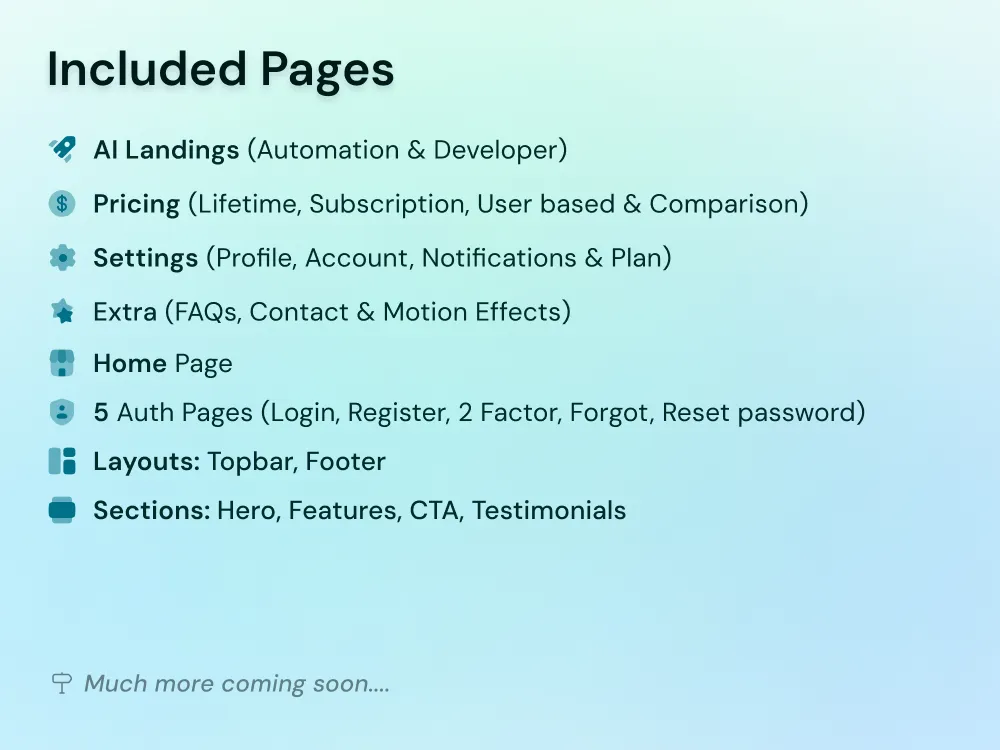 Included Pages
AI Landings (Automation & Developer)
Pricing (Lifetime, Subscription, User based & Comparison)
Settings (Profile, Account, Notifications & Plan)
Extra (FAQs, Contact & Motion Effects)
Home Page
5 Auth Pages (Login, Register, 2 Factor, Forgot, Reset password)
Layouts: Topbar, Footer
Sections: Hero, Features, CTA, Testimonials
Much more coming soon....